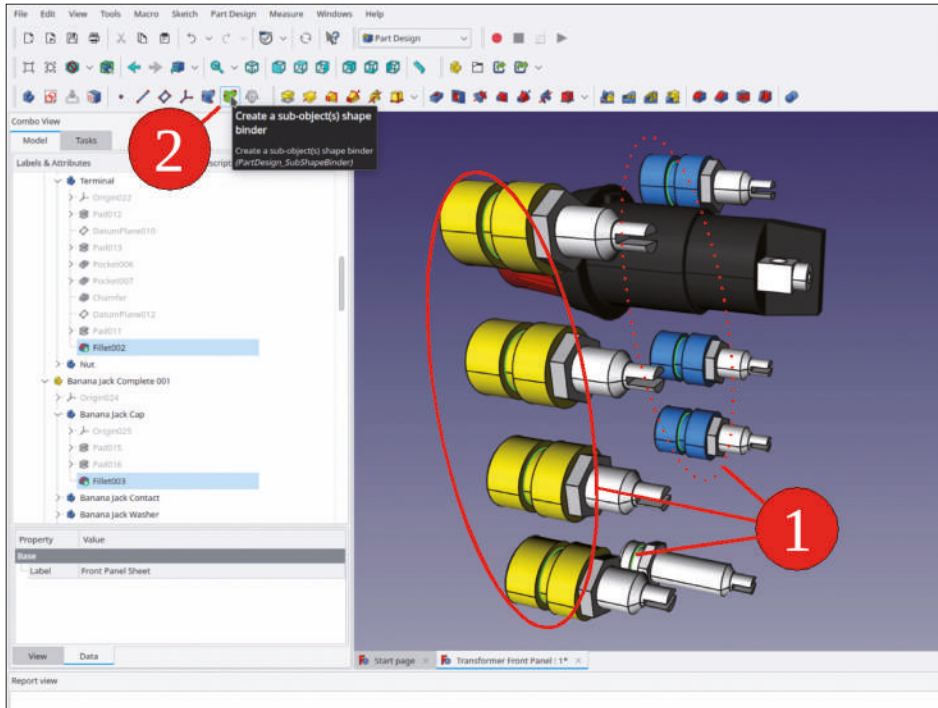 File Edit View Tools Macro Sketch Part Design Measure Windows Help
Part Design
Create a sub-object(s) shape
binder
Create a sub-object(s) shape binder
(PartDesign_SubShapeBinder)
2
Combo View
Model Tasks
Labels & Attributes
Terminal
Origin022
Pad012
DatumPlane010
Pad013
Pocket006
Pocket007
Chamfer
DatumPlane012
Pad011
Fillet002
Nut
Banana Jack Complete 001
Origin024
Banana Jack Cap
Origin025
Pad015
Pad016
Fillet003
Banana Jack Contact
Banana Jack Washer
1
Property Value
Base
Label Front Panel Sheet
View Data
Start page Transformer Front Panel : 1*
Report view